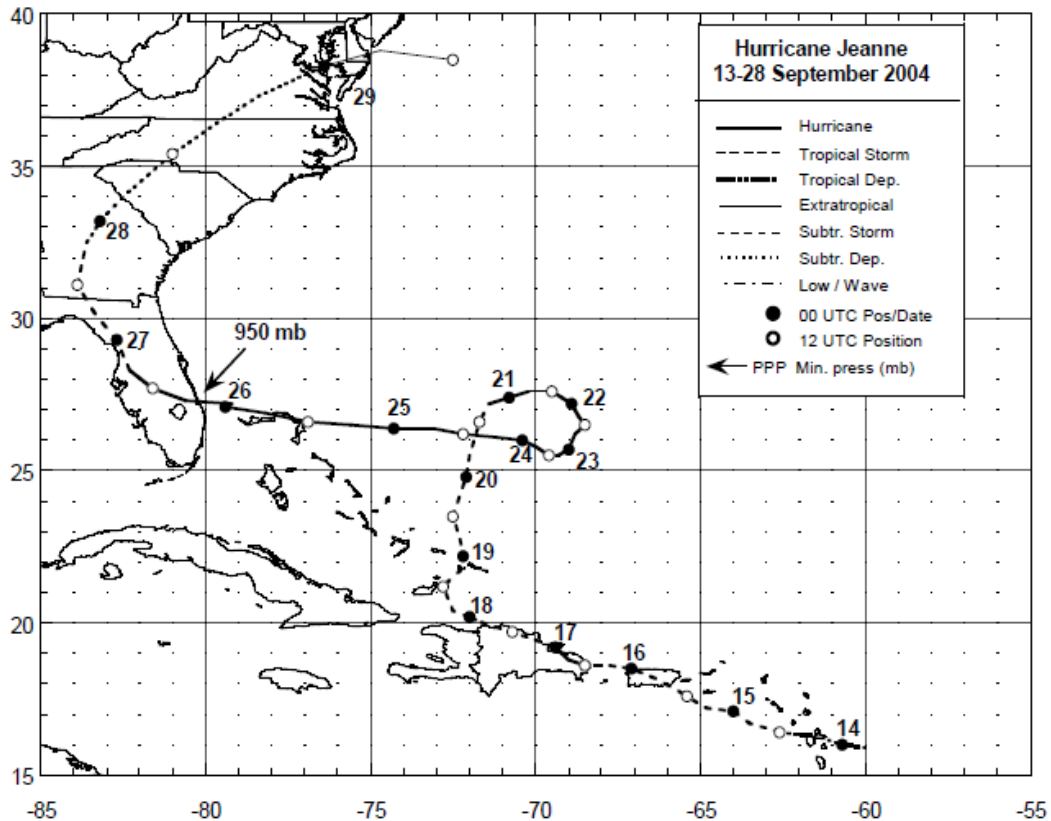 40
35
30
25
20
15
-85
-80
-75
-70
-65
-60
-55
Hurricane Jeanne
13-28 September 2004
Hurricane
Tropical Storm
Tropical Dep.
Extratropical
Subtr. Storm
Subtr. Dep.
Low / Wave
00 UTC Pos/Date
12 UTC Position
PPP Min. press (mb)
29
28
27
950 mb
26
25
24
21
22
23
20
19
18
17
16
15
14